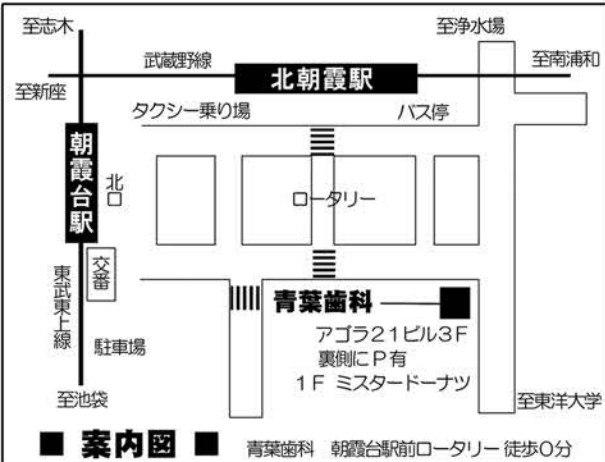 至志木
至浄水場
武蔵野線
北朝霞駅
至南浦和
至新座
タクシー乗り場
バス停
朝霞台駅
北口
ロータリー
交番
東武東上線
青葉歯科
アゴラ21ビル3F
駐車場
裏側にP有
1F ミスタードーナツ
至池袋
至東洋大学
■ 案内図 ■
青葉歯科 朝霞台駅前ロータリー 徒歩0分